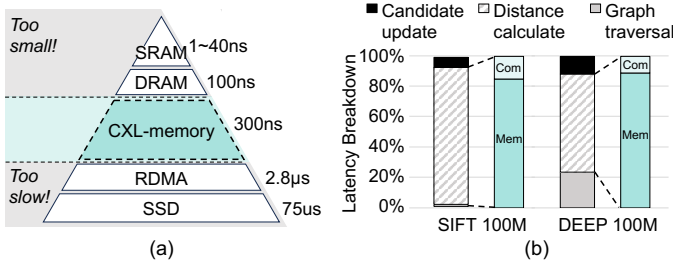 Too
small!
SRAM
1~40ns
DRAM
100ns
CXL-memory
300ns
Too
slow!
RDMA
2.8μs
SSD
75us
(a)
Candidate
update
Distance
calculate
Graph
traversal
Latency Breakdown
100%
80%
60%
40%
20%
0%
Com
Mem
Com
Mem
SIFT 100M
DEEP 100M
(b)